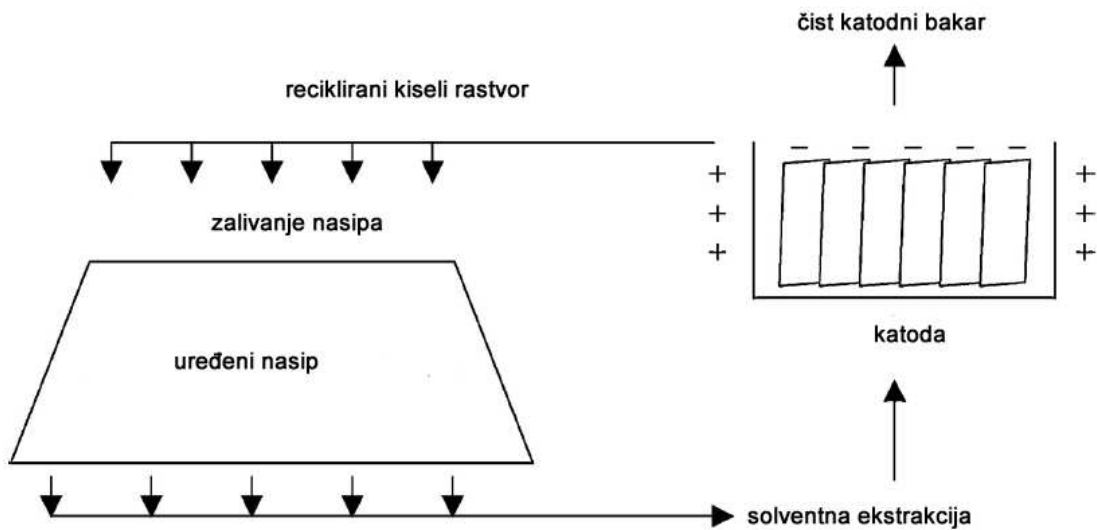 čist katodni bakar
reciklirani kiseli rastvor
− − − − −
+ +
+ +
+ +
zalivanje nasipa
katoda
uređeni nasip
solventna ekstrakcija